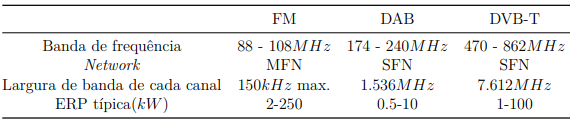 FM DAB DVB-T
Banda de frequência 88 - 108MHz 174 - 240MHz 470 - 862MHz
Network MFN SFN SFN
Largura de banda de cada canal 150kHz max. 1.536MHz 7.612MHz
ERP típica(kW) 2-250 0.5-10 1-100